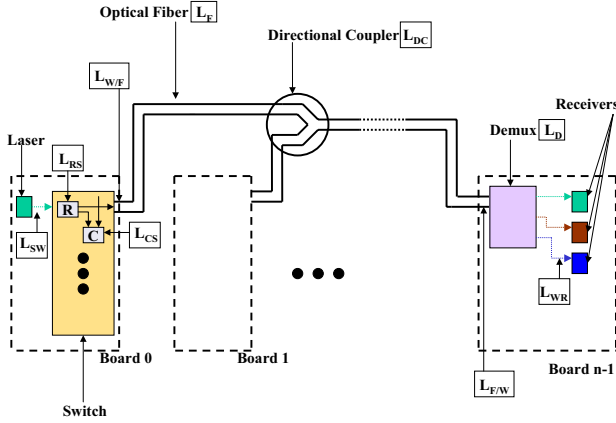 Optical Fiber L_F
Directional Coupler L_DC
L_W/F
Receivers
Demux L_D
Laser
L_RS
R
C
L_SW
L_CS
L_WR
Board 0
Board 1
L_F/W
Board n-1
Switch